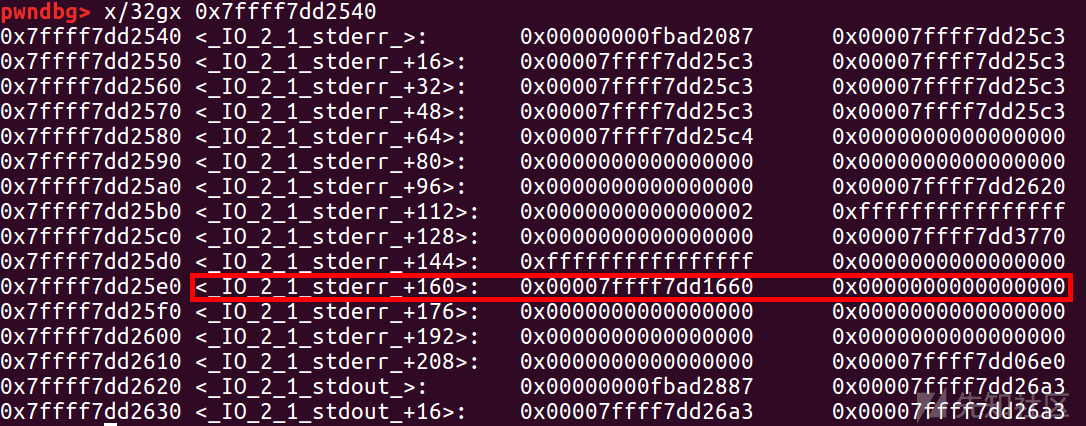 pwndbg> x/32gx 0x7ffff7dd2540
0x7ffff7dd2540 <_IO_2_1_stderr_>: 0x00000000fbad2087 0x00007ffff7dd25c3
0x7ffff7dd2550 <_IO_2_1_stderr_+16>: 0x00007ffff7dd25c3 0x00007ffff7dd25c3
0x7ffff7dd2560 <_IO_2_1_stderr_+32>: 0x00007ffff7dd25c3 0x00007ffff7dd25c3
0x7ffff7dd2570 <_IO_2_1_stderr_+48>: 0x00007ffff7dd25c3 0x00007ffff7dd25c3
0x7ffff7dd2580 <_IO_2_1_stderr_+64>: 0x00007ffff7dd25c4 0x0000000000000000
0x7ffff7dd2590 <_IO_2_1_stderr_+80>: 0x0000000000000000 0x0000000000000000
0x7ffff7dd25a0 <_IO_2_1_stderr_+96>: 0x0000000000000000 0x00007ffff7dd2620
0x7ffff7dd25b0 <_IO_2_1_stderr_+112>: 0x0000000000000002 0xffffffffffffffff
0x7ffff7dd25c0 <_IO_2_1_stderr_+128>: 0x0000000000000000 0x00007ffff7dd3770
0x7ffff7dd25d0 <_IO_2_1_stderr_+144>: 0xffffffffffffffff 0x0000000000000000
0x7ffff7dd25e0 <_IO_2_1_stderr_+160>: 0x00007ffff7dd1660 0x0000000000000000
0x7ffff7dd25f0 <_IO_2_1_stderr_+176>: 0x0000000000000000 0x0000000000000000
0x7ffff7dd2600 <_IO_2_1_stderr_+192>: 0x0000000000000000 0x0000000000000000
0x7ffff7dd2610 <_IO_2_1_stderr_+208>: 0x0000000000000000 0x00007ffff7dd06e0
0x7ffff7dd2620 <_IO_2_1_stdout_>: 0x00000000fbad2887 0x00007ffff7dd26a3
0x7ffff7dd2630 <_IO_2_1_stdout_+16>: 0x00007ffff7dd26a3 0x00007ffff7dd26a3
先知社区